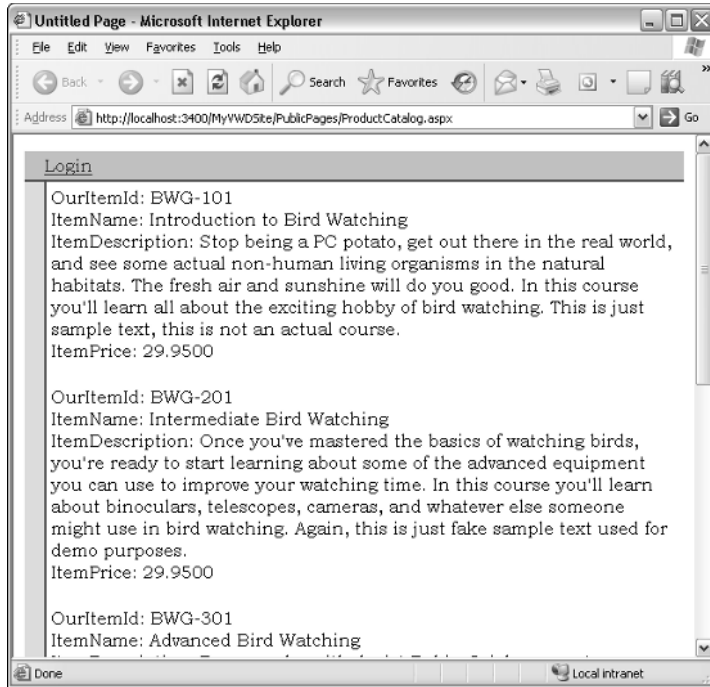 Untitled Page - Microsoft Internet Explorer
File Edit View Favorites Tools Help
Back Search Favorites »
Address http://localhost:3400/MyVWDSite/PublicPages/ProductCatalog.aspx Go
Login
OurItemId: BWG-101
ItemName: Introduction to Bird Watching
ItemDescription: Stop being a PC potato, get out there in the real world,
and see some actual non-human living organisms in the natural
habitats. The fresh air and sunshine will do you good. In this course
you'll learn all about the exciting hobby of bird watching. This is just
sample text, this is not an actual course.
ItemPrice: 29.9500
OurItemId: BWG-201
ItemName: Intermediate Bird Watching
ItemDescription: Once you've mastered the basics of watching birds,
you're ready to start learning about some of the advanced equipment
you can use to improve your watching time. In this course you'll learn
about binoculars, telescopes, cameras, and whatever else someone
might use in bird watching. Again, this is just fake sample text used for
demo purposes.
ItemPrice: 29.9500
OurItemId: BWG-301
ItemName: Advanced Bird Watching
Done Local intranet